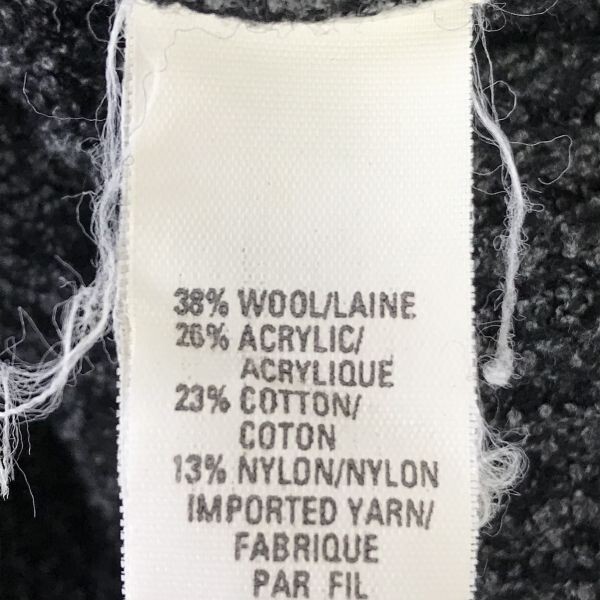 38% WOOL/LAINE
26% ACRYLIC/
ACRYLIQUE
23% COTTON/
COTON
13% NYLON/NYLON
IMPORTED YARN/
FABRIQUE
PAR FIL